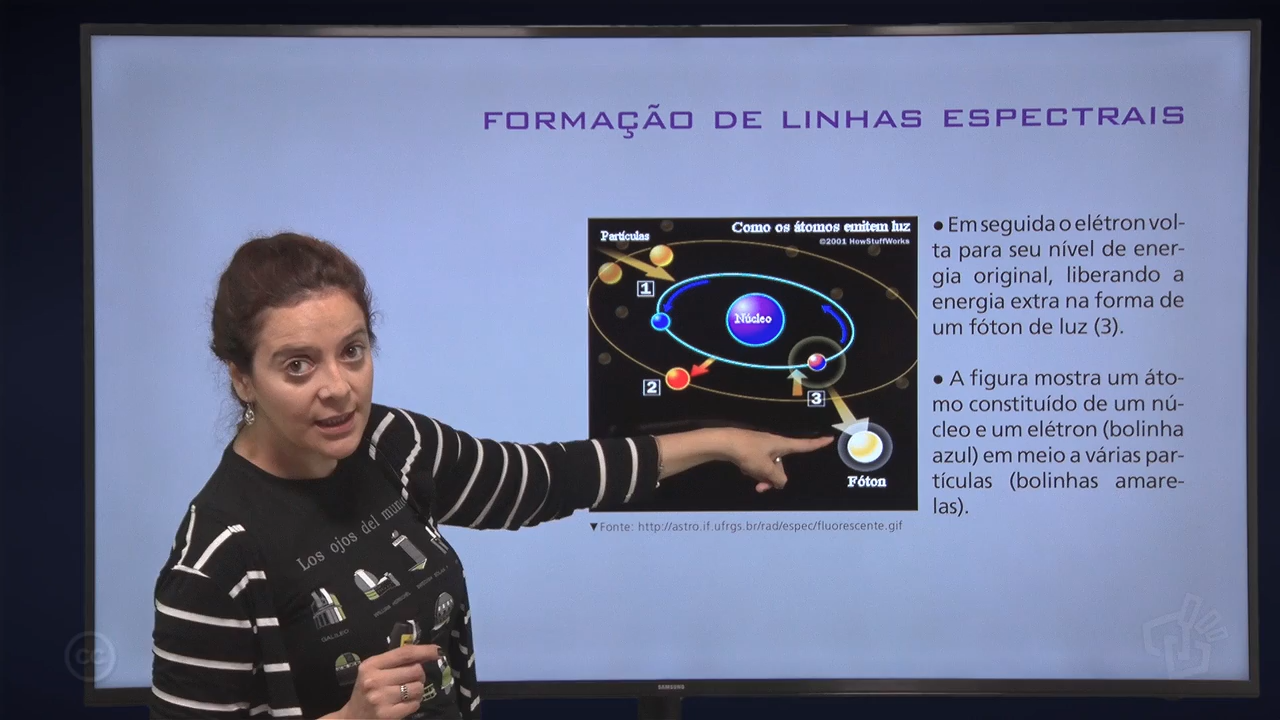 FORMAÇÃO DE LINHAS ESPECTRAIS
Partículas
Como os átomos emitem luz
©2001 HowStuffWorks
1
Núcleo
2
3
Fóton
▼Fonte: http://astro.if.ufrgs.br/rad/espec/fluorescente.gif
● Em seguida o elétron vol-
ta para seu nível de ener-
gia original, liberando a
energia extra na forma de
um fóton de luz (3).
● A figura mostra um áto-
mo constituído de um nú-
cleo e um elétron (bolinha
azul) em meio a várias par-
tículas (bolinhas amare-
las).
Los ojos del mun
GALILEO
SAMSUNG
cc